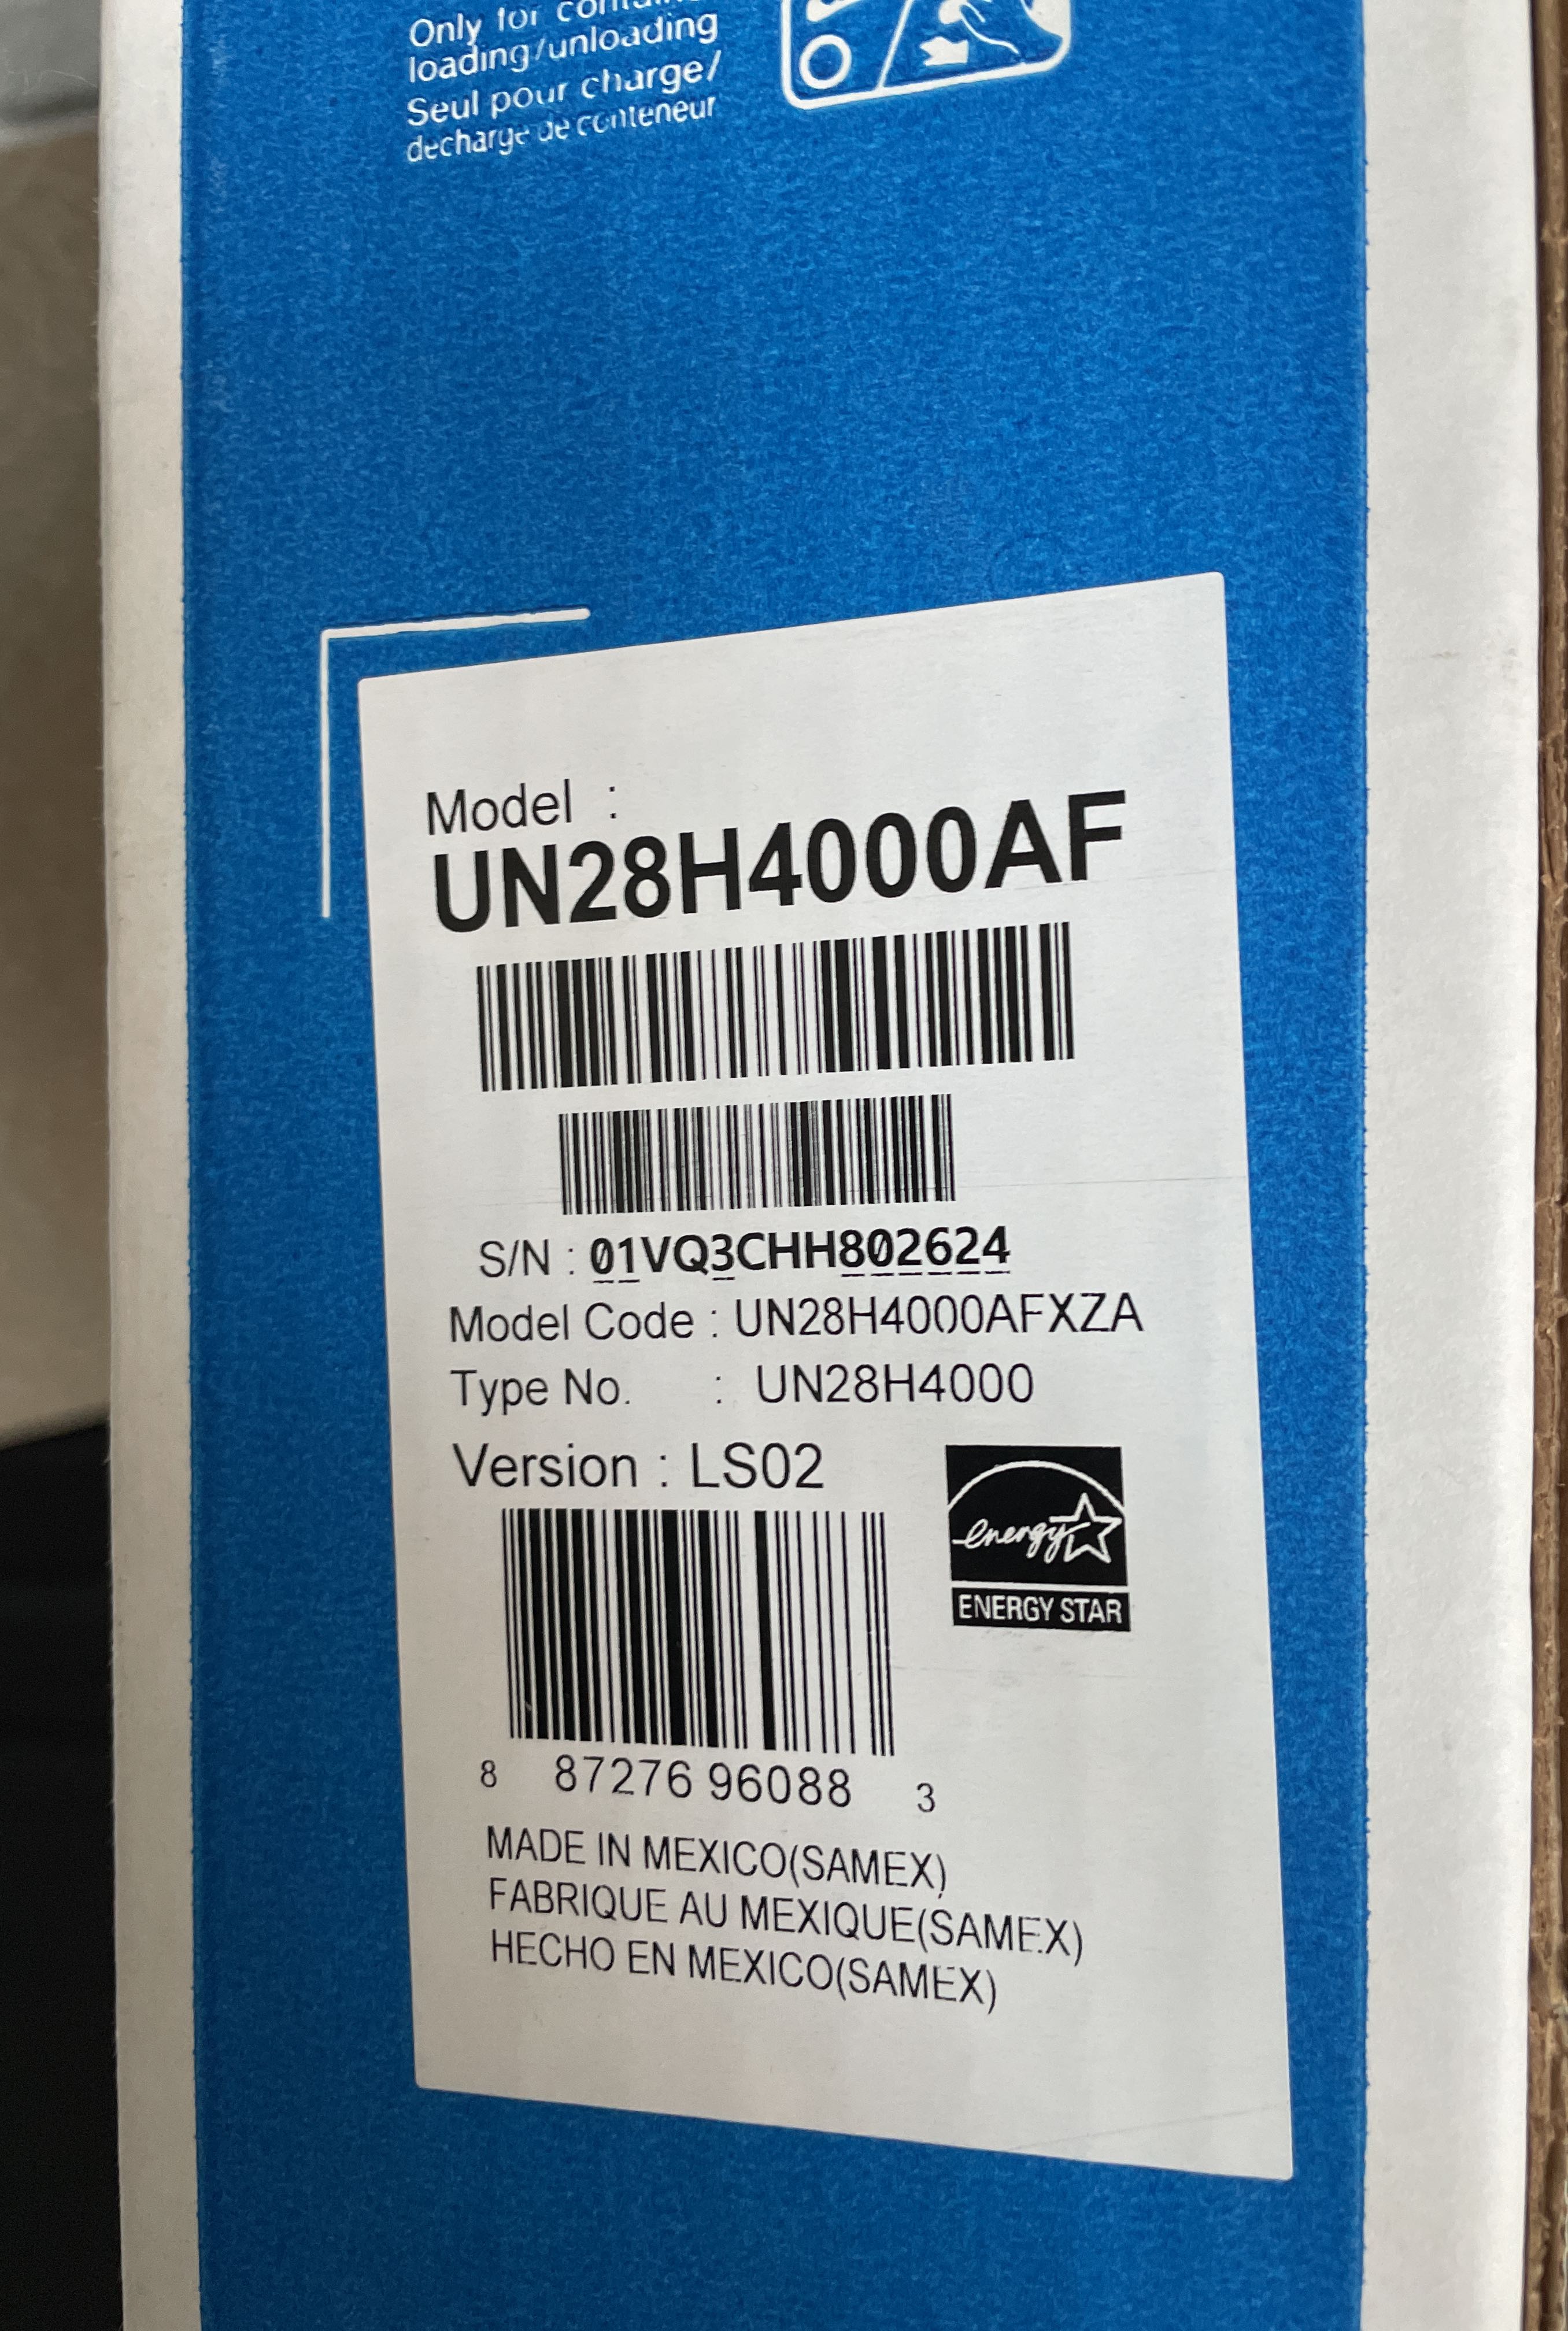 Only for
loading/unloading
Seul pour charge/
decharge de conteneur
Model :
UN28H4000AF
S/N : 01VQ3CHH802624
Model Code : UN28H4000AFXZA
Type No. : UN28H4000
Version : LS02
energy
ENERGY STAR
8 87276 96088 3
MADE IN MEXICO(SAMEX)
FABRIQUE AU MEXIQUE(SAMEX)
HECHO EN MEXICO(SAMEX)